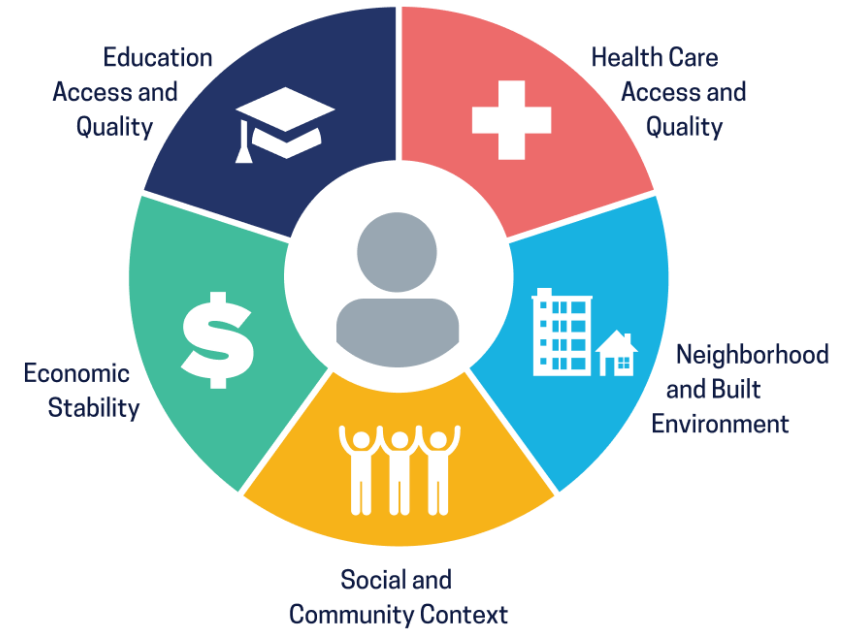 Education
Access and
Quality
Health Care
Access and
Quality
Economic
Stability
Neighborhood
and Built
Environment
Social and
Community Context